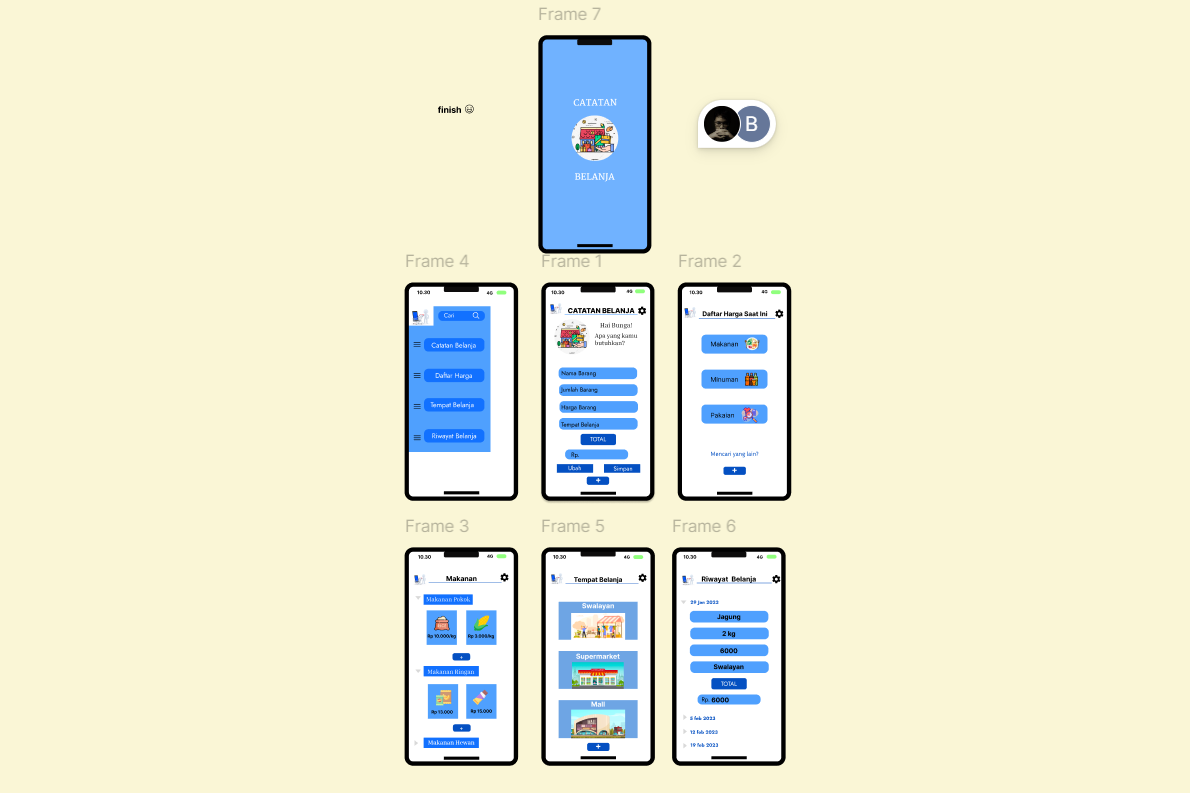 Frame 7
finish 😃
CATATAN
BELANJA
B
Frame 4
10.30
4G
Cari
Catatan Belanja
Daftar Harga
Tempat Belanja
Riwayat Belanja
Frame 1
10.30
4G
CATATAN BELANJA
Hai Bunga!
Apa yang kamu
butuhkan?
Nama Barang
Jumlah Barang
Harga Barang
Tempat Belanja
TOTAL
Rp.
Ubah
Simpan
+
Frame 2
10.30
4G
Daftar Harga Saat Ini
Makanan
Minuman
Pakaian
Mencari yang lain?
+
Frame 3
10.30
4G
Makanan
Makanan Pokok
Rp 10.000/kg
Rp 3.000/kg
+
Makanan Ringan
Rp 15.000
Rp 15.000
+
Makanan Hewan
Frame 5
10.30
4G
Tempat Belanja
Swalayan
Supermarket
Mall
+
Frame 6
10.30
4G
Riwayat Belanja
29 Jan 2023
Jagung
2 kg
6000
Swalayan
TOTAL
Rp. 6000
5 feb 2023
12 feb 2023
19 feb 2023